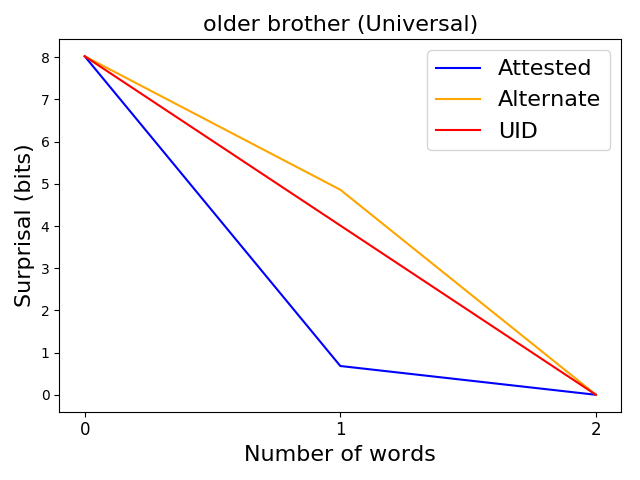 older brother (Universal)
Attested
Alternate
UID
Surprisal (bits)
8
7
6
5
4
3
2
1
0
0 1 2
Number of words